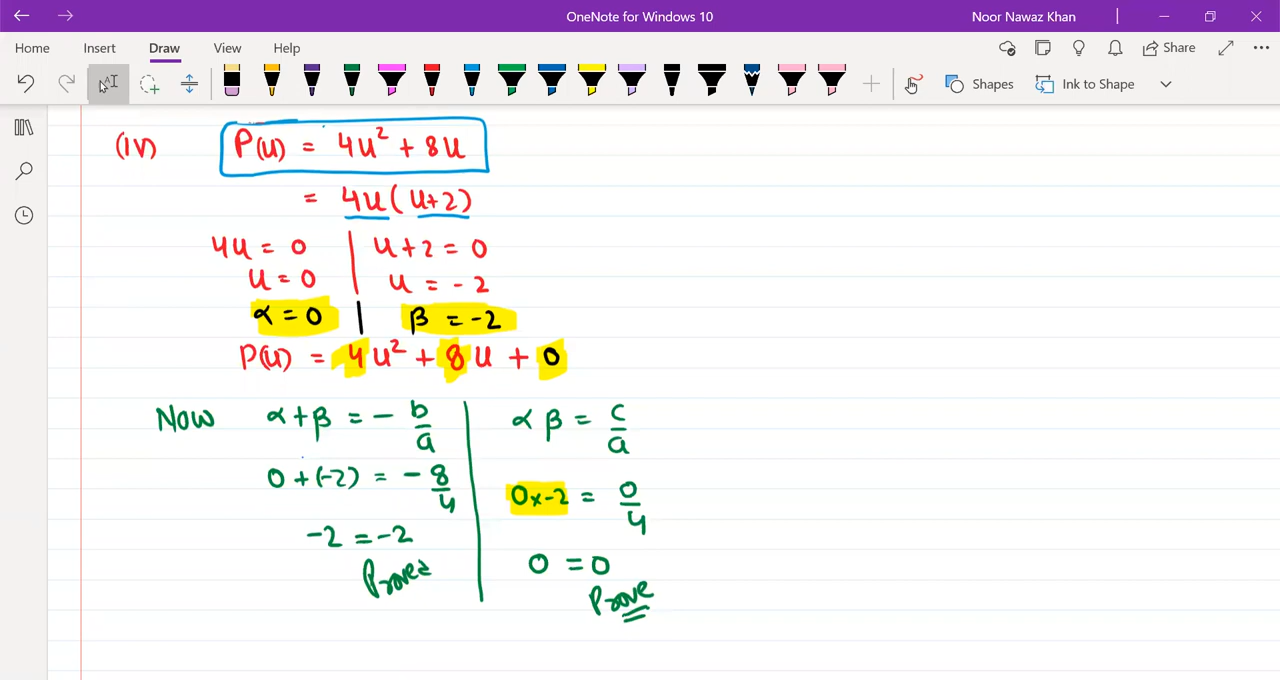 OneNote for Windows 10
Noor Nawaz Khan
Home Insert Draw View Help
Share
Shapes
Ink to Shape
(iv) P(u) = 4u² + 8u
= 4u(u+2)
4u = 0 | u+2 = 0
u = 0 | u = -2
α = 0 | β = -2
P(u) = 4u² + 8u + 0
Now α+β = - b/a | αβ = c/a
0+(-2) = - 8/4 | 0×-2 = 0/4
-2 = -2 | 0 = 0
Prove
Prove